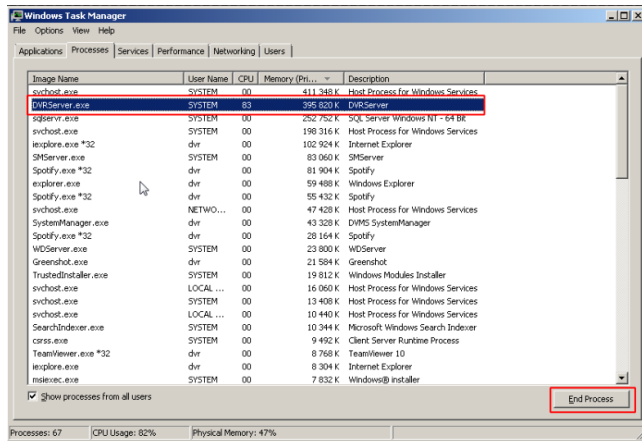 Windows Task Manager
File Options View Help
Applications Processes Services Performance Networking Users
Image Name User Name CPU Memory (Pri... Description
svchost.exe SYSTEM 00 411 348 K Host Process for Windows Services
DVRServer.exe SYSTEM 83 395 820 K DVRServer
sqlservr.exe SYSTEM 00 252 752 K SQL Server Windows NT - 64 Bit
svchost.exe SYSTEM 00 198 316 K Host Process for Windows Services
iexplore.exe *32 dvr 00 102 924 K Internet Explorer
SMServer.exe SYSTEM 00 83 060 K SMServer
Spotify.exe *32 dvr 00 81 904 K Spotify
explorer.exe dvr 00 59 488 K Windows Explorer
Spotify.exe *32 dvr 00 55 432 K Spotify
svchost.exe NETWO... 00 47 428 K Host Process for Windows Services
SystemManager.exe dvr 00 43 328 K DVMS SystemManager
Spotify.exe *32 dvr 00 28 164 K Spotify
WDServer.exe SYSTEM 00 23 800 K WDServer
Greenshot.exe dvr 00 21 584 K Greenshot
TrustedInstaller.exe SYSTEM 00 19 812 K Windows Modules Installer
svchost.exe LOCAL ... 00 16 060 K Host Process for Windows Services
svchost.exe SYSTEM 00 13 408 K Host Process for Windows Services
svchost.exe LOCAL ... 00 10 440 K Host Process for Windows Services
SearchIndexer.exe SYSTEM 00 10 344 K Microsoft Windows Search Indexer
csrss.exe SYSTEM 00 9 492 K Client Server Runtime Process
TeamViewer.exe *32 dvr 00 8 768 K TeamViewer 10
iexplore.exe dvr 00 8 304 K Internet Explorer
msiexec.exe SYSTEM 00 7 832 K Windows® installer
Show processes from all users End Process
Processes: 67 CPU Usage: 82% Physical Memory: 47%